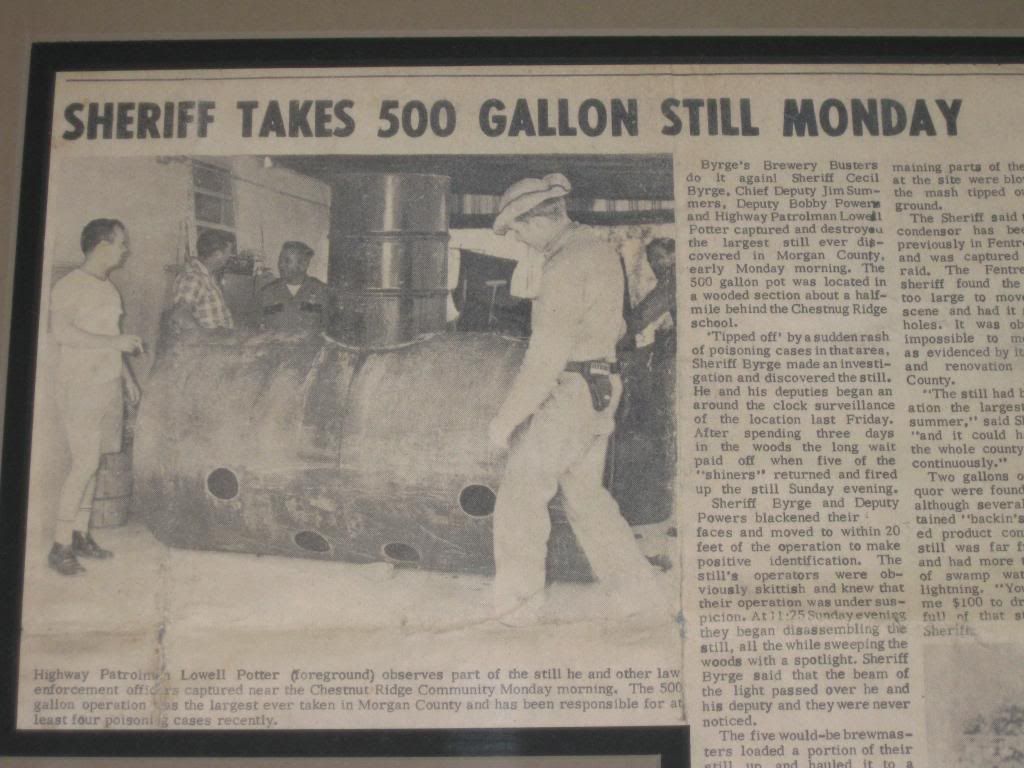 SHERIFF TAKES 500 GALLON STILL MONDAY
Highway Patrolman Lowell Potter (foreground) observes part of the still he and other law
enforcement officers captured near the Chestnut Ridge Community Monday morning. The 500
gallon operation was the largest ever taken in Morgan County and has been responsible for at
least four poisoning cases recently.
Byrge's Brewery Busters
do it again! Sheriff Cecil
Byrge, Chief Deputy Jim Sum-
mers, Deputy Bobby Powers
and Highway Patrolman Lowell
Potter captured and destroyed
the largest still ever dis-
covered in Morgan County,
early Monday morning. The
500 gallon pot was located in
a wooded section about a half-
mile behind the Chestnug Ridge
school.
'Tipped off' by a sudden rash
of poisoning cases in that area,
Sheriff Byrge made an investi-
gation and discovered the still.
He and his deputies began an
around the clock surveillance
of the location last Friday.
After spending three days
in the woods the long wait
paid off when five of the
"shiners" returned and fired
up the still Sunday evening.
Sheriff Byrge and Deputy
Powers blackened their
faces and moved to within 20
feet of the operation to make
positive identification. The
still's operators were ob-
viously skittish and knew that
their operation was under sus-
picion. At 11:25 Sunday evening
they began disassembling the
still, all the while sweeping the
woods with a spotlight. Sheriff
Byrge said that the beam of
the light passed over he and
his deputy and they were never
noticed.
The five would-be brewmas-
ters loaded a portion of their
still up and hauled it to a
maining parts of the
at the site were blo
the mash tipped o
ground.
The Sheriff said
condensor has bee
previously in Fentre
and was captured
raid. The Fentre
sheriff found the
too large to move
scene and had it
holes. It was ob
impossible to m
as evidenced by it
and renovation
County.
"The still had b
ation the largest
summer," said Sh
"and it could h
the whole county
continuously."
Two gallons o
quor were found
although several
tained "backin's
ed product con
still was far f
and had more
of swamp wat
lightning. "You
me $100 to dr
full of that s
Sheriff.